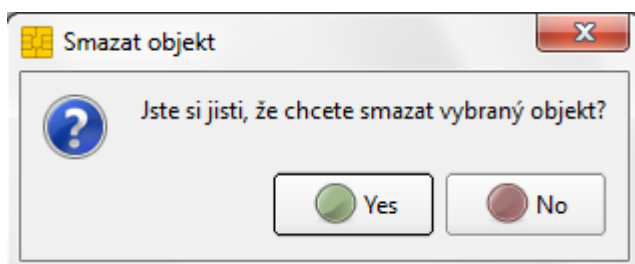 Smazat objekt
Jste si jisti, že chcete smazat vybraný objekt?
Yes
No